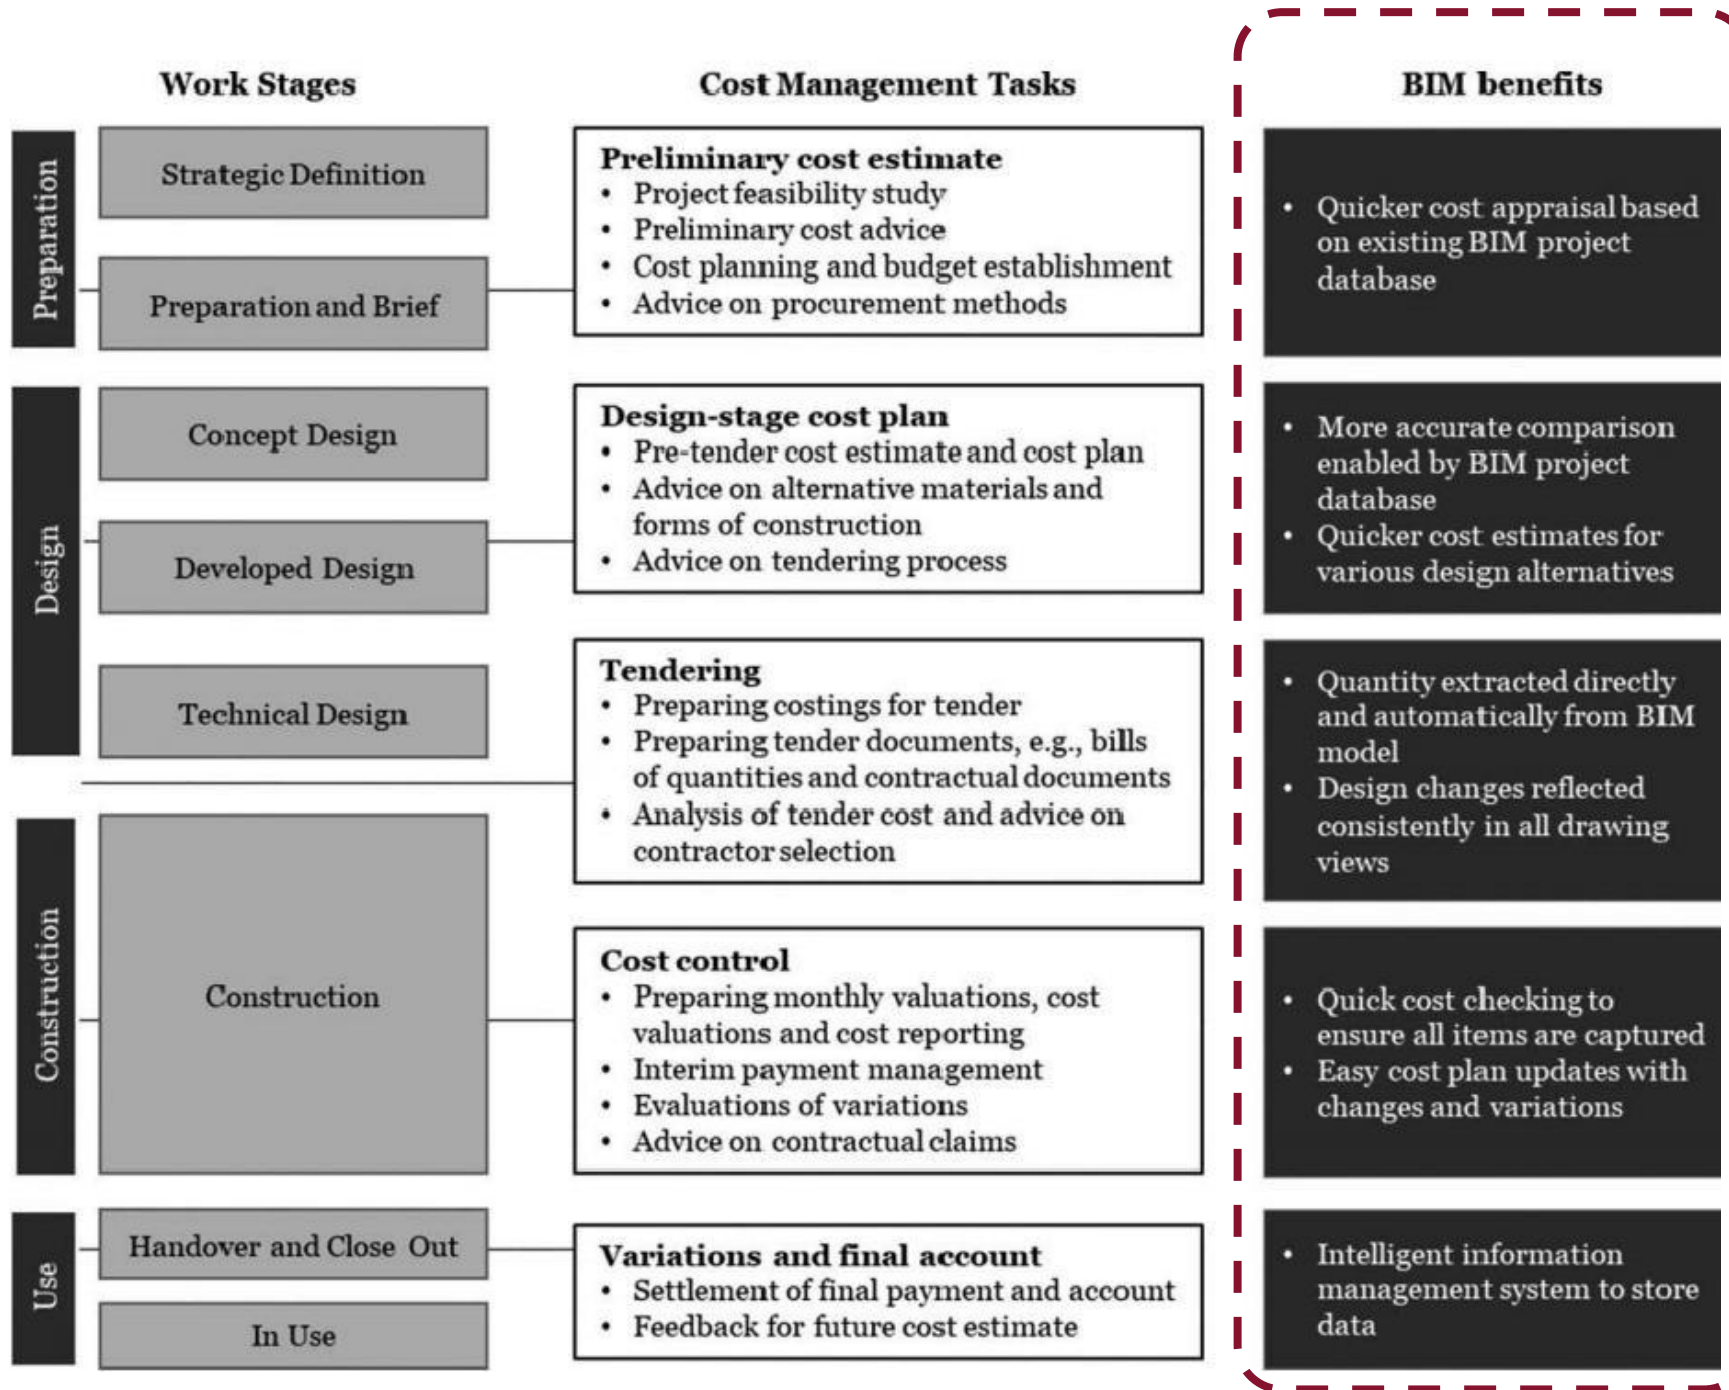 Work Stages
Cost Management Tasks
BIM benefits
Preparation
Strategic Definition
Preparation and Brief
Preliminary cost estimate
• Project feasibility study
• Preliminary cost advice
• Cost planning and budget establishment
• Advice on procurement methods
• Quicker cost appraisal based
on existing BIM project
database
Design
Concept Design
Developed Design
Technical Design
Design-stage cost plan
• Pre-tender cost estimate and cost plan
• Advice on alternative materials and
forms of construction
• Advice on tendering process
• More accurate comparison
enabled by BIM project
database
• Quicker cost estimates for
various design alternatives
Tendering
• Preparing costings for tender
• Preparing tender documents, e.g., bills
of quantities and contractual documents
• Analysis of tender cost and advice on
contractor selection
• Quantity extracted directly
and automatically from BIM
model
• Design changes reflected
consistently in all drawing
views
Construction
Construction
Cost control
• Preparing monthly valuations, cost
valuations and cost reporting
• Interim payment management
• Evaluations of variations
• Advice on contractual claims
• Quick cost checking to
ensure all items are captured
• Easy cost plan updates with
changes and variations
Use
Handover and Close Out
In Use
Variations and final account
• Settlement of final payment and account
• Feedback for future cost estimate
• Intelligent information
management system to store
data